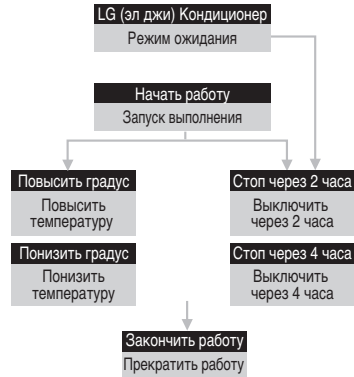 LG (эл джи) Кондиционер
Режим ожидания
Начать работу
Запуск выполнения
Повысить градус
Повысить
температуру
Стоп через 2 часа
Выключить
через 2 часа
Понизить градус
Понизить
температуру
Стоп через 4 часа
Выключить
через 4 часа
Закончить работу
Прекратить работу